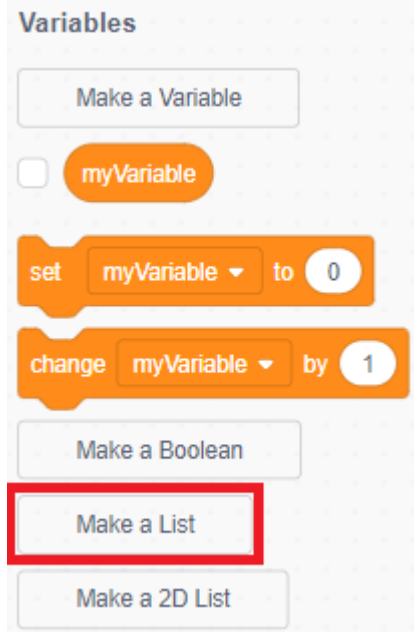 Variables
Make a Variable
myVariable
set myVariable to 0
change myVariable by 1
Make a Boolean
Make a List
Make a 2D List